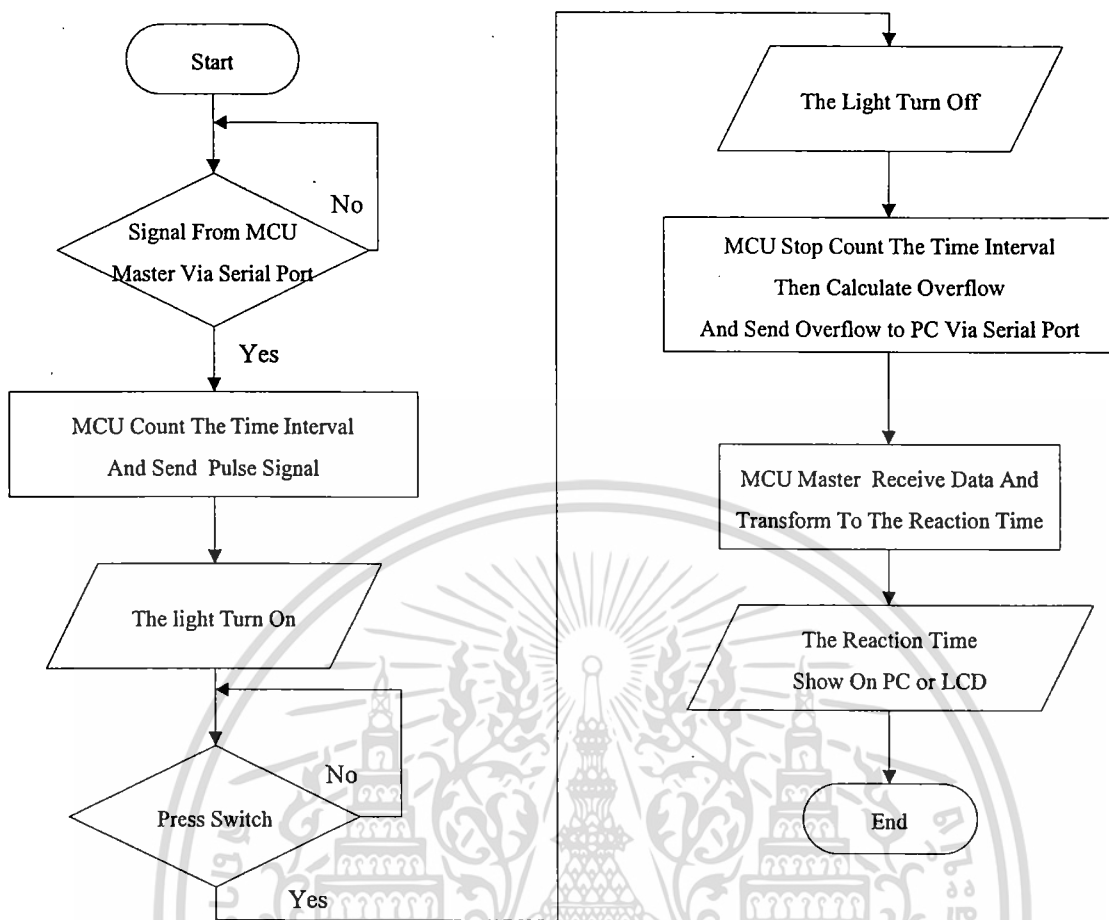 Start
No
Signal From MCU
Master Via Serial Port
Yes
MCU Count The Time Interval
And Send Pulse Signal
The light Turn On
No
Press Switch
Yes
The Light Turn Off
MCU Stop Count The Time Interval
Then Calculate Overflow
And Send Overflow to PC Via Serial Port
MCU Master Receive Data And
Transform To The Reaction Time
The Reaction Time
Show On PC or LCD
End